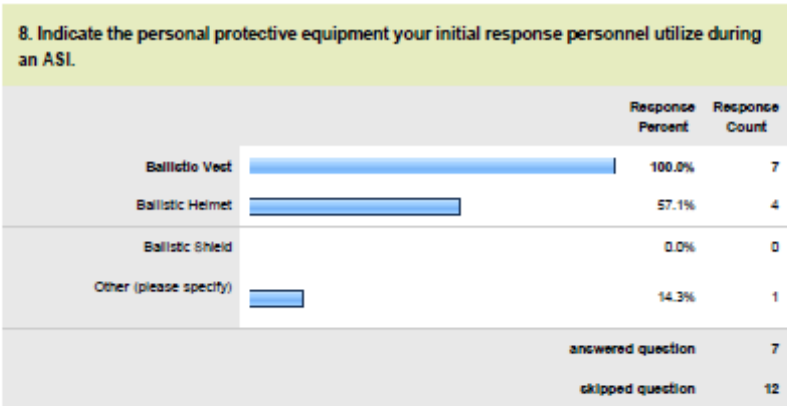 8. Indicate the personal protective equipment your initial response personnel utilize during
an ASI.
Response Response
Percent Count
Ballistic Vest 100.0% 7
Ballistic Helmet 57.1% 4
Ballistic Shield 0.0% 0
Other (please specify) 14.3% 1
answered question 7
skipped question 12